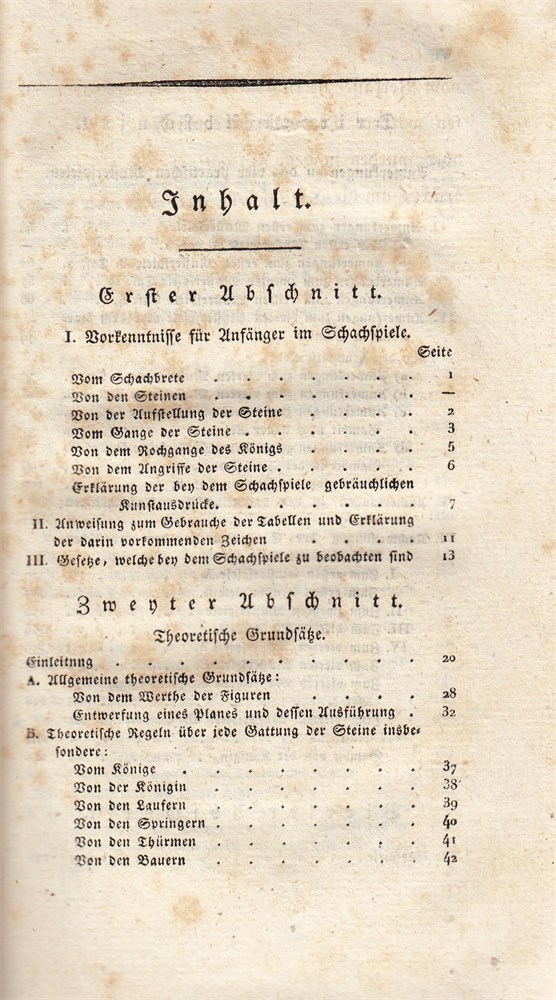 Inhalt.
Erster Abschnitt.
I. Vorkenntnisse für Anfänger im Schachspiele.
Seite
Vom Schachbrete . . . . . . . 1
Von den Steinen . . . . . . . —
Von der Aufstellung der Steine . . . . 2
Vom Gange der Steine . . . . . . 3
Von dem Rochgange des Königs . . . . 5
Von dem Angriffe der Steine . . . . . 6
Erklärung der bey dem Schachspiele gebräuchlichen
Kunstausdrücke. . . . . . . 7
II. Anweisung zum Gebrauche der Tabellen und Erklärung
der darin vorkommenden Zeichen . . . . 11
III. Gesetze, welche bey dem Schachspiele zu beobachten sind 13
Zweyter Abschnitt.
Theoretische Grundsätze.
Einleitnng . . . . . . . . . . 20
A. Allgemeine theoretische Grundsätze:
Von dem Werthe der Figuren . . . . 28
Entwerfung eines Planes und dessen Ausführung . 32
B. Theoretische Regeln über jede Gattung der Steine insbe-
sondere:
Vom Könige . . . . . . . . 37
Von der Königin . . . . . . . 38
Von den Laufern . . . . . . . 39
Von den Springern . . . . . . . 40
Von den Thürmen . . . . . . . 41
Von den Bauern . . . . . . . 42